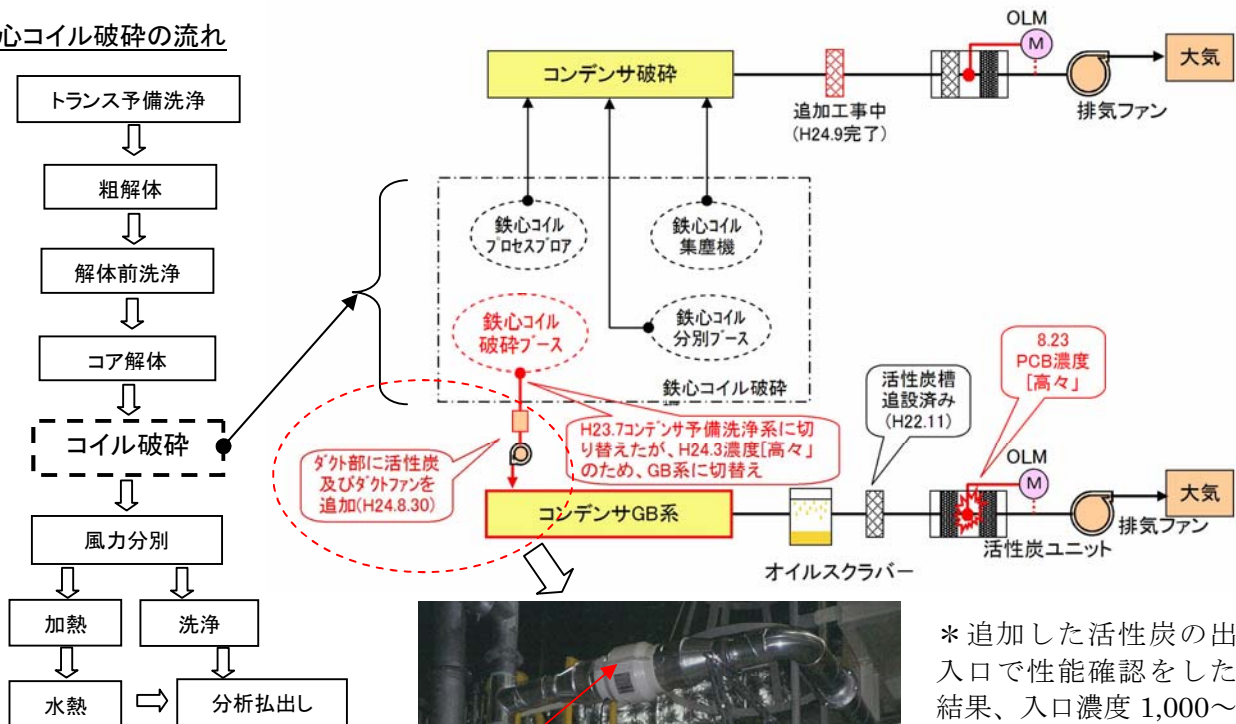 心コイル破砕の流れ
トランス予備洗浄
粗解体
解体前洗浄
コア解体
コイル破砕
風力分別
加熱
洗浄
水熱
分析払出し
コンデンサ破砕
追加工事中
(H24.9完了)
OLM
M
排気ファン
大気
鉄心コイル
プロセスブロア
鉄心コイル
集塵機
鉄心コイル
破砕ブース
鉄心コイル
分別ブース
鉄心コイル破砕
ダクト部に活性炭
及びダクトファンを
追加(H24.8.30)
H23.7コンデンサ予備洗浄系に切
り替えたが、H24.3濃度[高々」
のため、GB系に切替え
活性炭槽
追設済み
(H22.11)
8.23
PCB濃度
[高々」
OLM
M
コンデンサGB系
オイルスクラバー
活性炭ユニット
排気ファン
大気
＊追加した活性炭の出
入口で性能確認をした
結果、入口濃度 1,000～